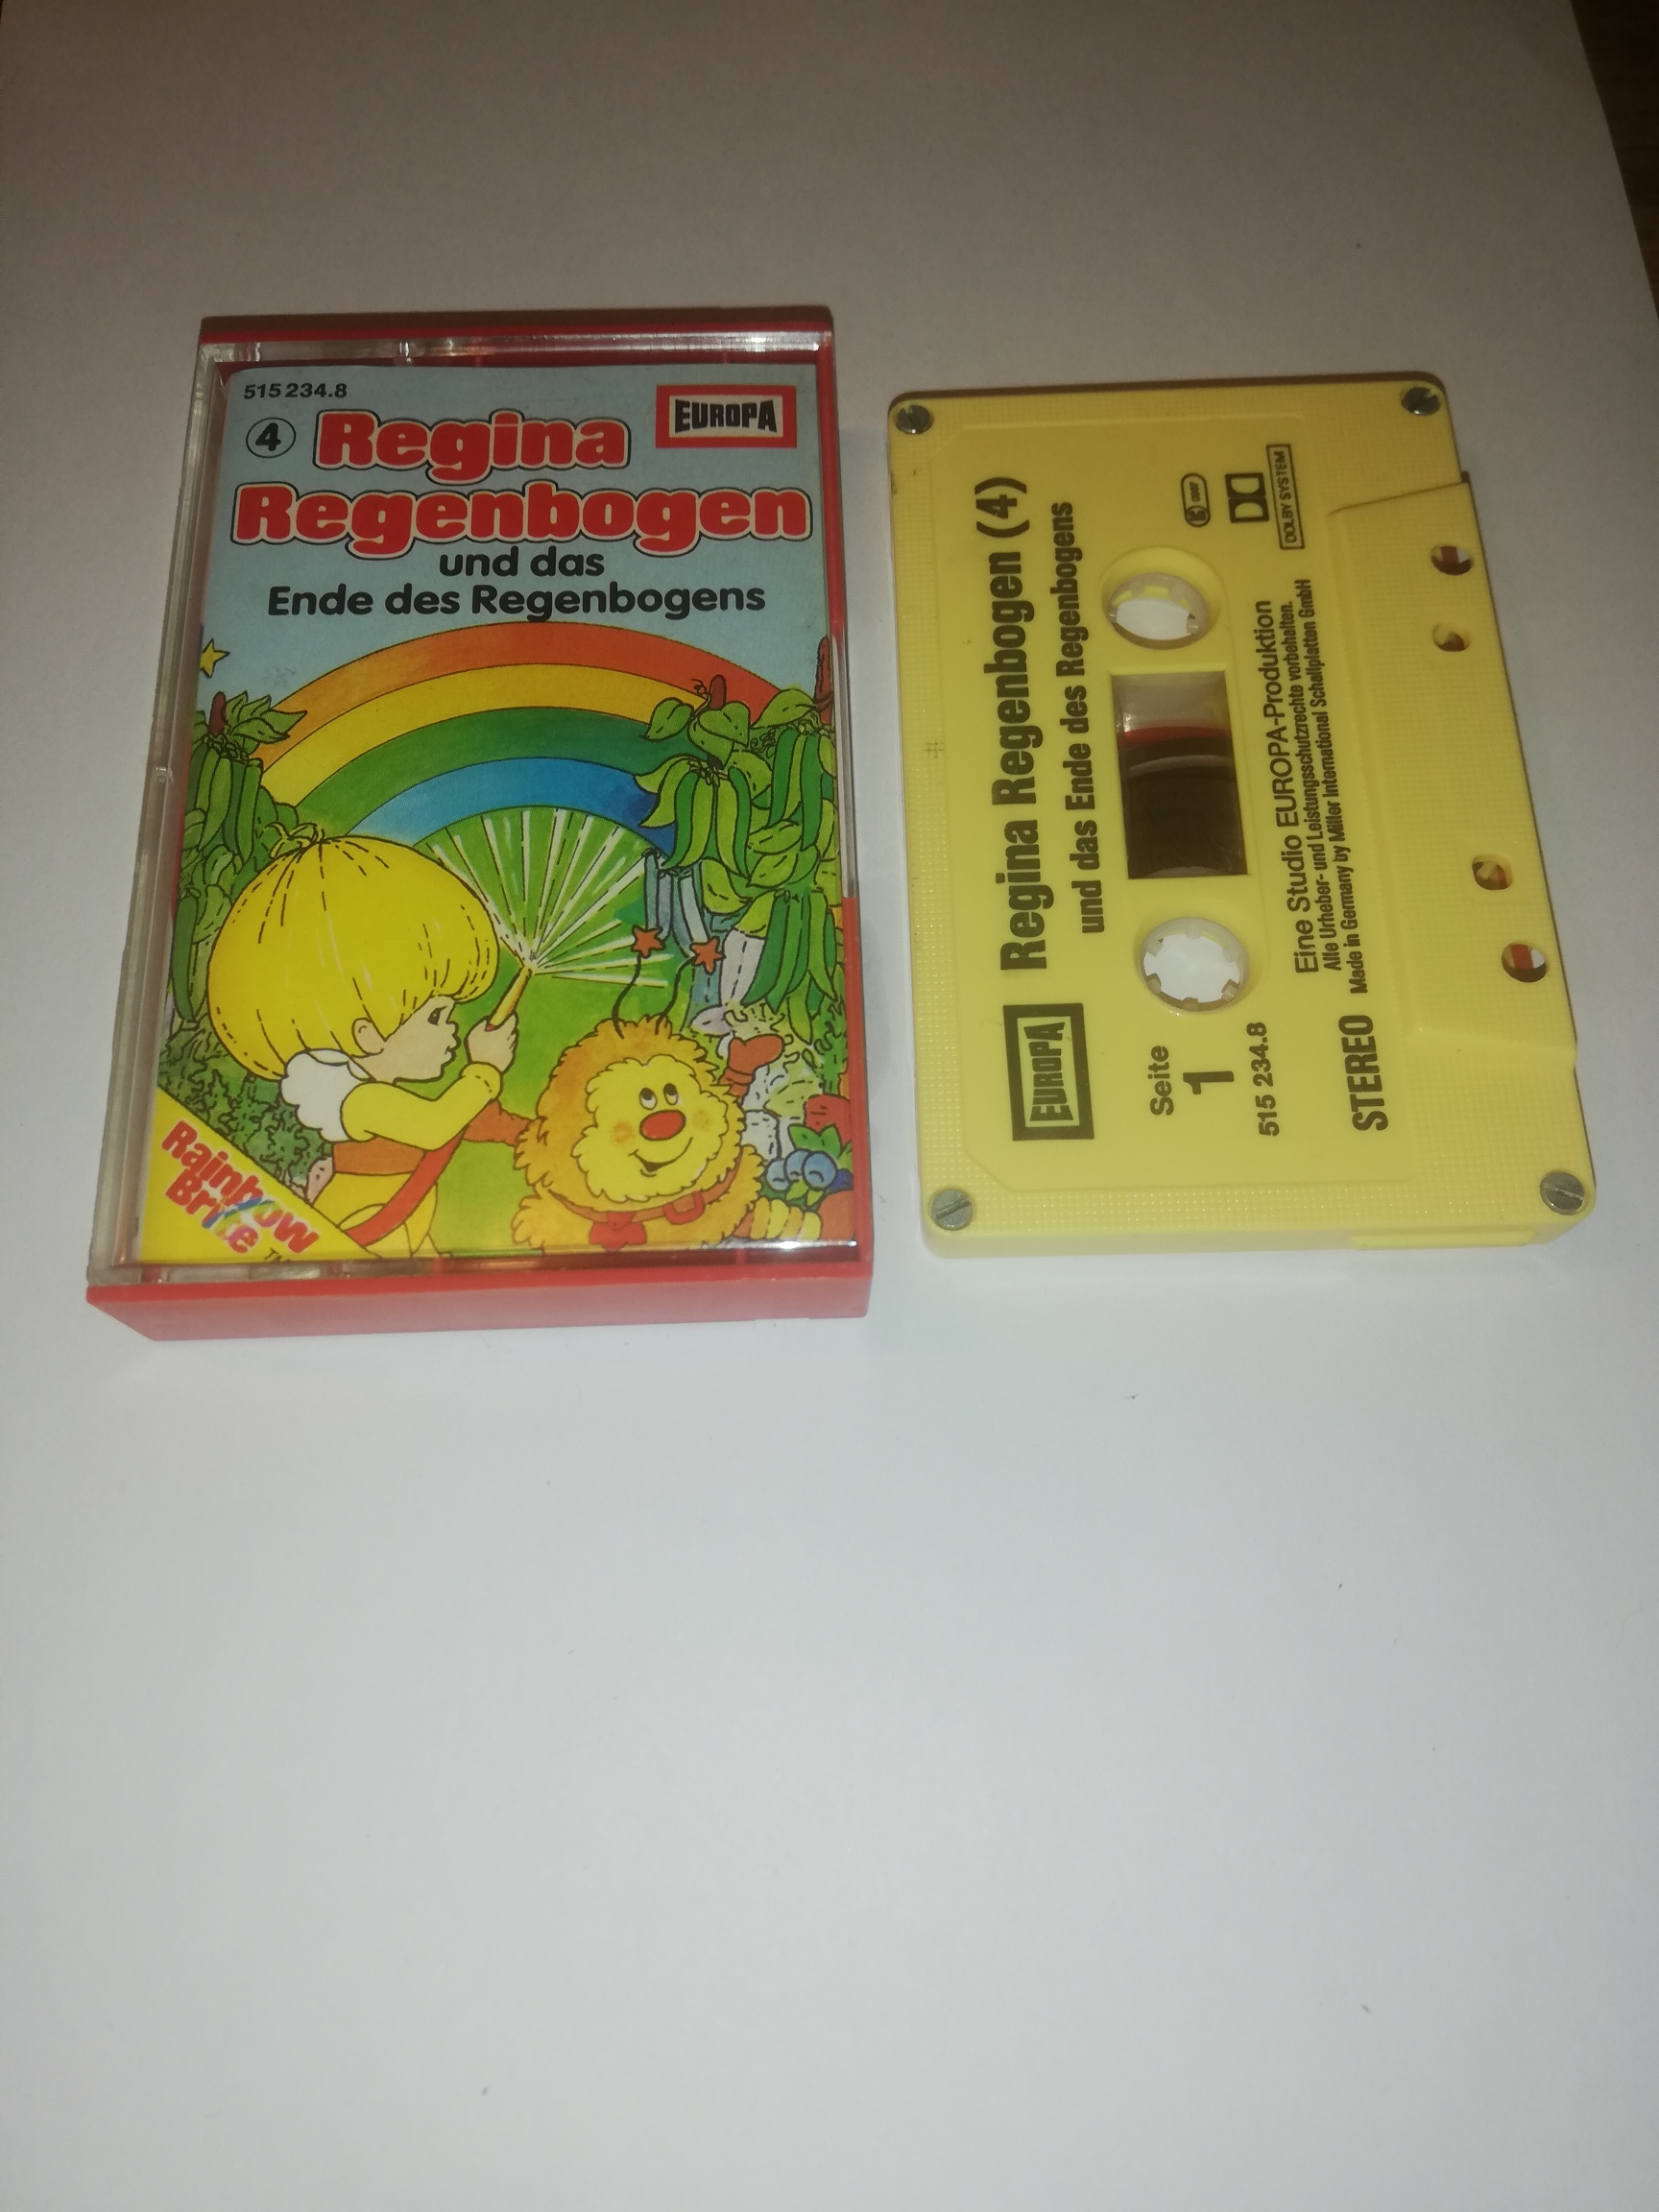 515 234.8
EUROPA
4
Regina
Regenbogen
und das
Ende des Regenbogens
Rainbow
Brite
TM
EUROPA
Regina Regenbogen (4)
und das Ende des Regenbogens
Seite
1
515 234.8
DOLBY SYSTEM
Eine Studio EUROPA-Produktion
Alle Urheber- und Leistungsschutzrechte vorbehalten.
STEREO Made in Germany by Miller International Schallplatten GmbH